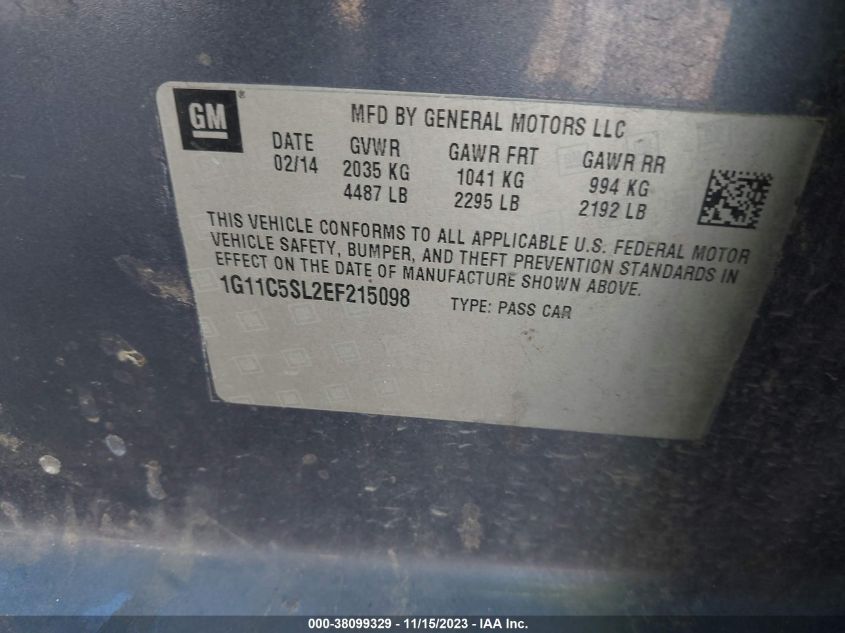 GM ®
MFD BY GENERAL MOTORS LLC
DATE GVWR GAWR FRT GAWR RR
02/14 2035 KG 1041 KG 994 KG
4487 LB 2295 LB 2192 LB
THIS VEHICLE CONFORMS TO ALL APPLICABLE U.S. FEDERAL MOTOR
VEHICLE SAFETY, BUMPER, AND THEFT PREVENTION STANDARDS IN
EFFECT ON THE DATE OF MANUFACTURE SHOWN ABOVE.
1G11C5SL2EF215098 TYPE: PASS CAR
000-38099329 - 11/15/2023 - IAA Inc.